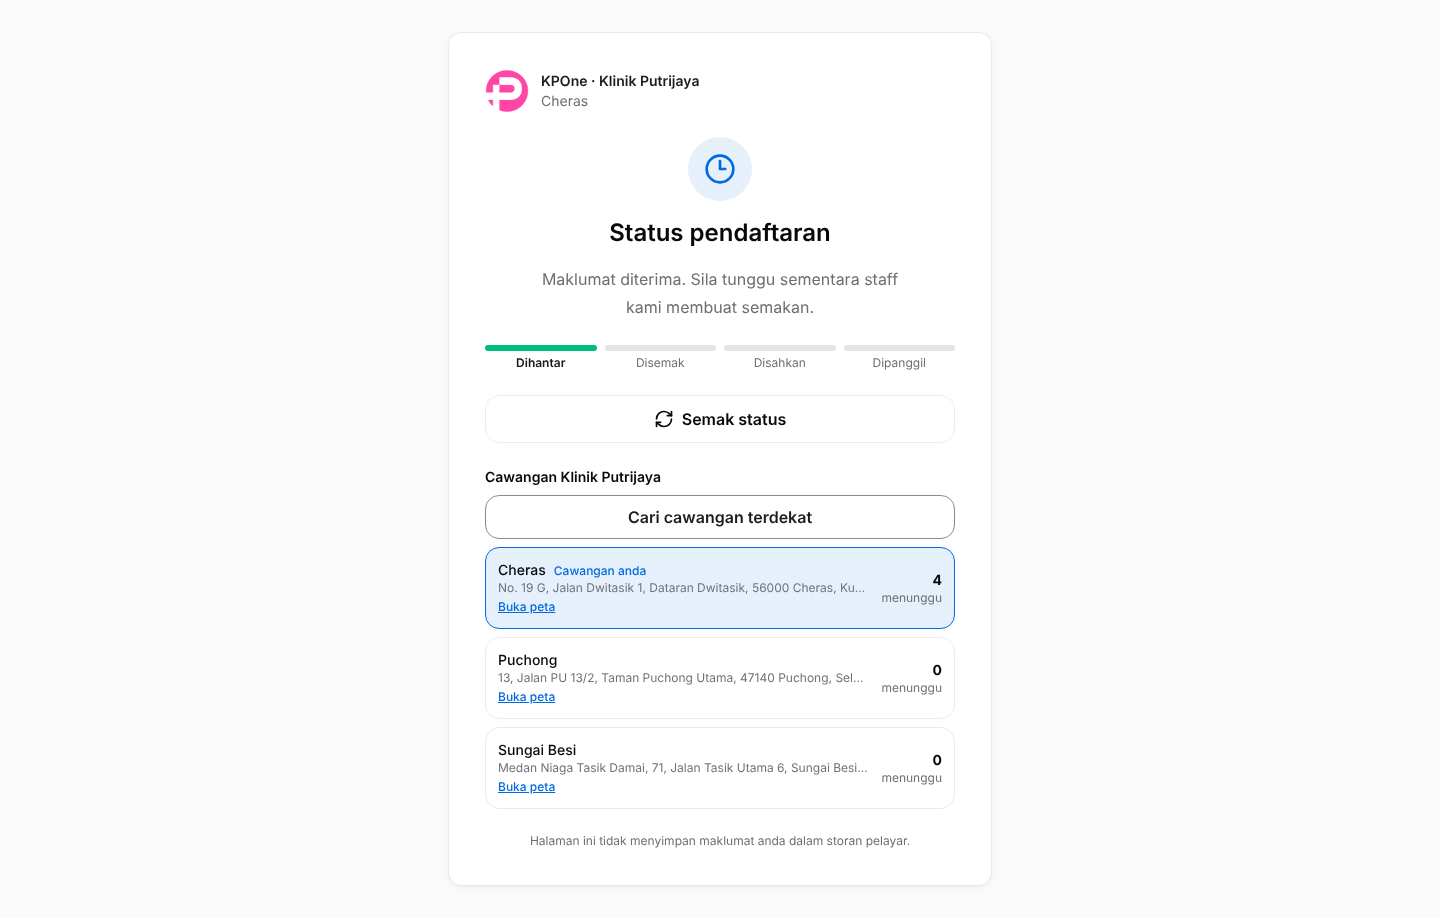 KPOne · Klinik Putrijaya
Cheras
Status pendaftaran
Maklumat diterima. Sila tunggu sementara staff
kami membuat semakan.
Dihantar
Disemak
Disahkan
Dipanggil
Semak status
Cawangan Klinik Putrijaya
Cari cawangan terdekat
Cheras Cawangan anda
No. 19 G, Jalan Dwitasik 1, Dataran Dwitasik, 56000 Cheras, Ku...
Buka peta
4
menunggu
Puchong
13, Jalan PU 13/2, Taman Puchong Utama, 47140 Puchong, Sel...
Buka peta
0
menunggu
Sungai Besi
Medan Niaga Tasik Damai, 71, Jalan Tasik Utama 6, Sungai Besi...
Buka peta
0
menunggu
Halaman ini tidak menyimpan maklumat anda dalam storan pelayar.